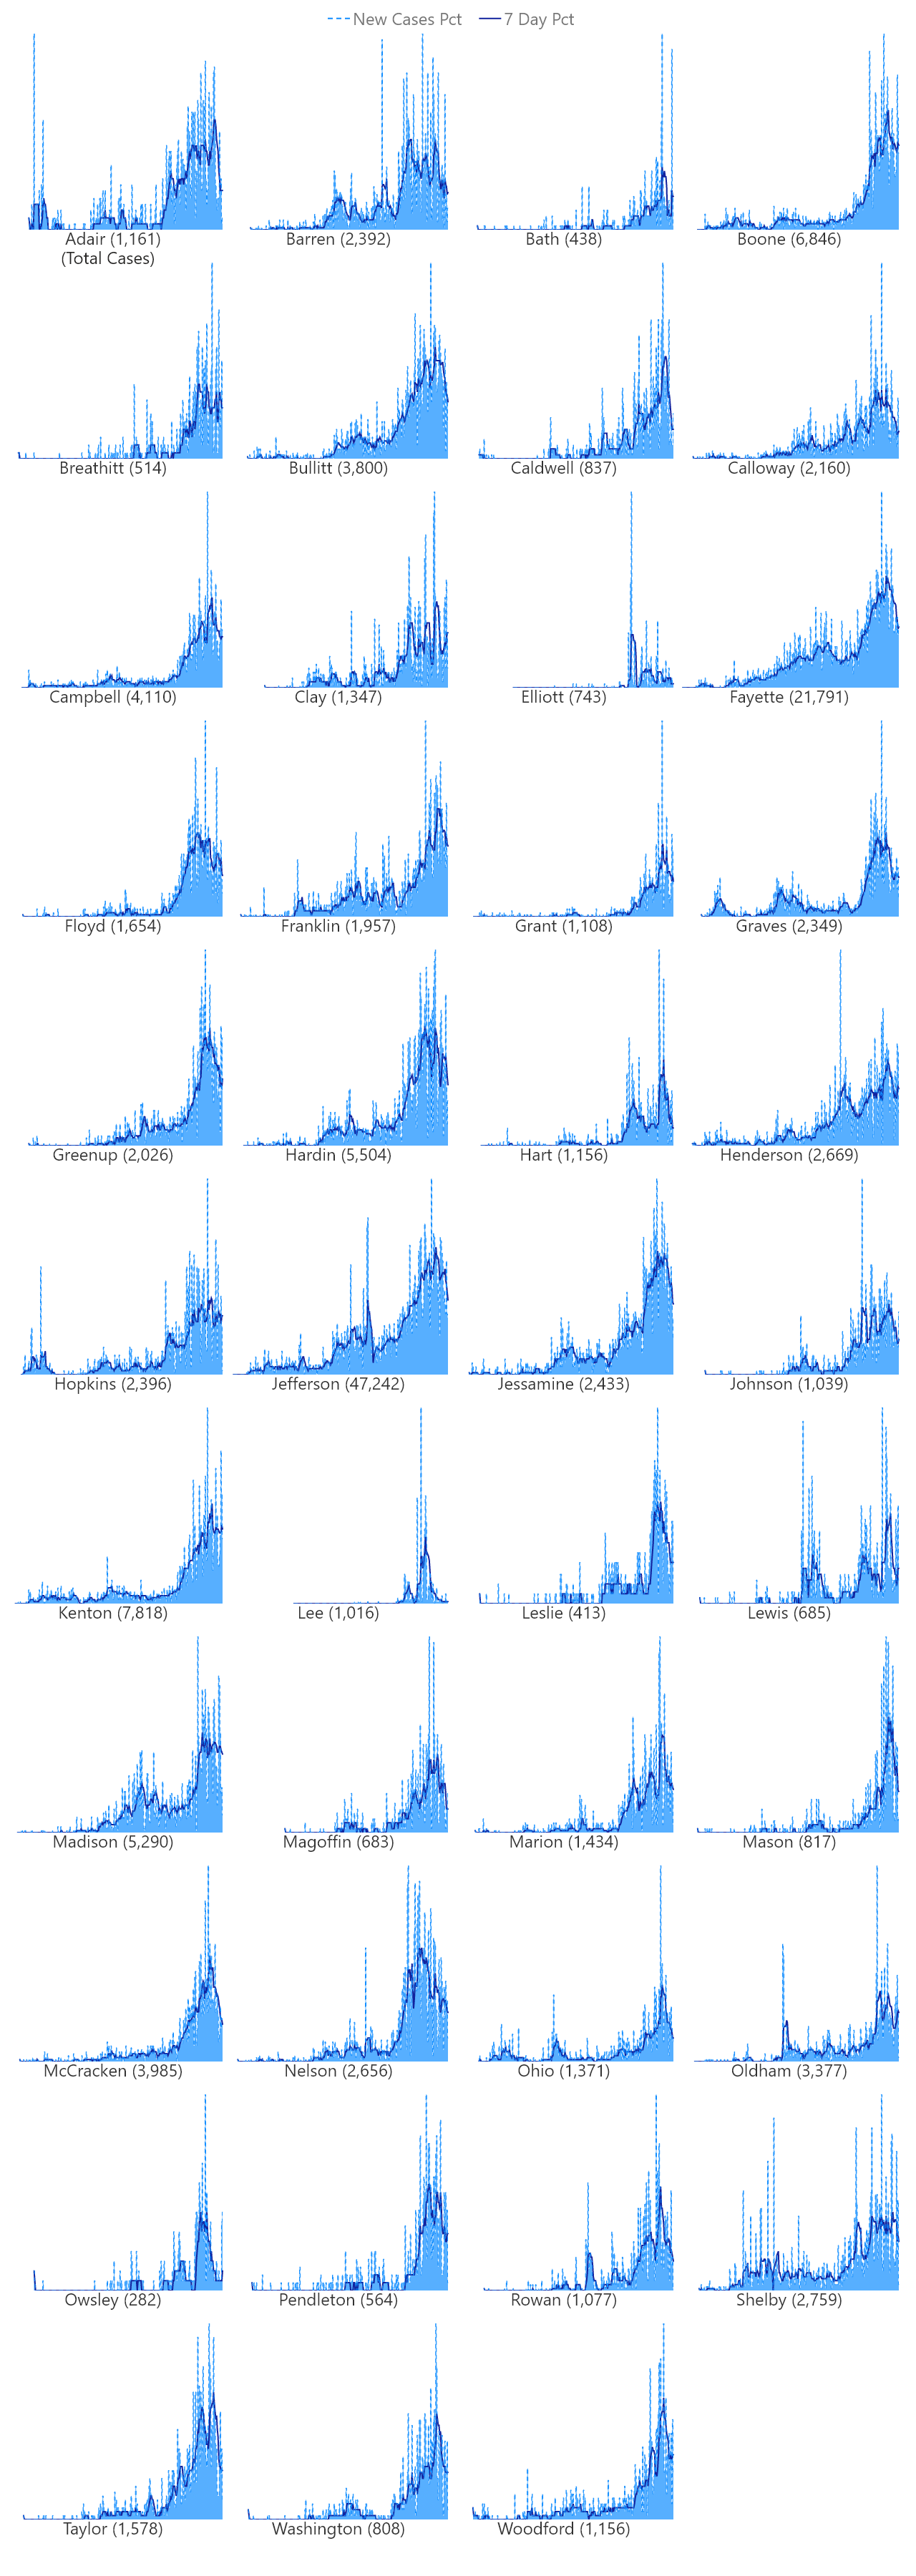 New Cases Pct 7 Day Pct
Adair (1,161) Barren (2,392) Bath (438) Boone (6,846)
(Total Cases)
Breathitt (514) Bullitt (3,800) Caldwell (837) Calloway (2,160)
Campbell (4,110) Clay (1,347) Elliott (743) Fayette (21,791)
Floyd (1,654) Franklin (1,957) Grant (1,108) Graves (2,349)
Greenup (2,026) Hardin (5,504) Hart (1,156) Henderson (2,669)
Hopkins (2,396) Jefferson (47,242) Jessamine (2,433) Johnson (1,039)
Kenton (7,818) Lee (1,016) Leslie (413) Lewis (685)
Madison (5,290) Magoffin (683) Marion (1,434) Mason (817)
McCracken (3,985) Nelson (2,656) Ohio (1,371) Oldham (3,377)
Owsley (282) Pendleton (564) Rowan (1,077) Shelby (2,759)
Taylor (1,578) Washington (808) Woodford (1,156)